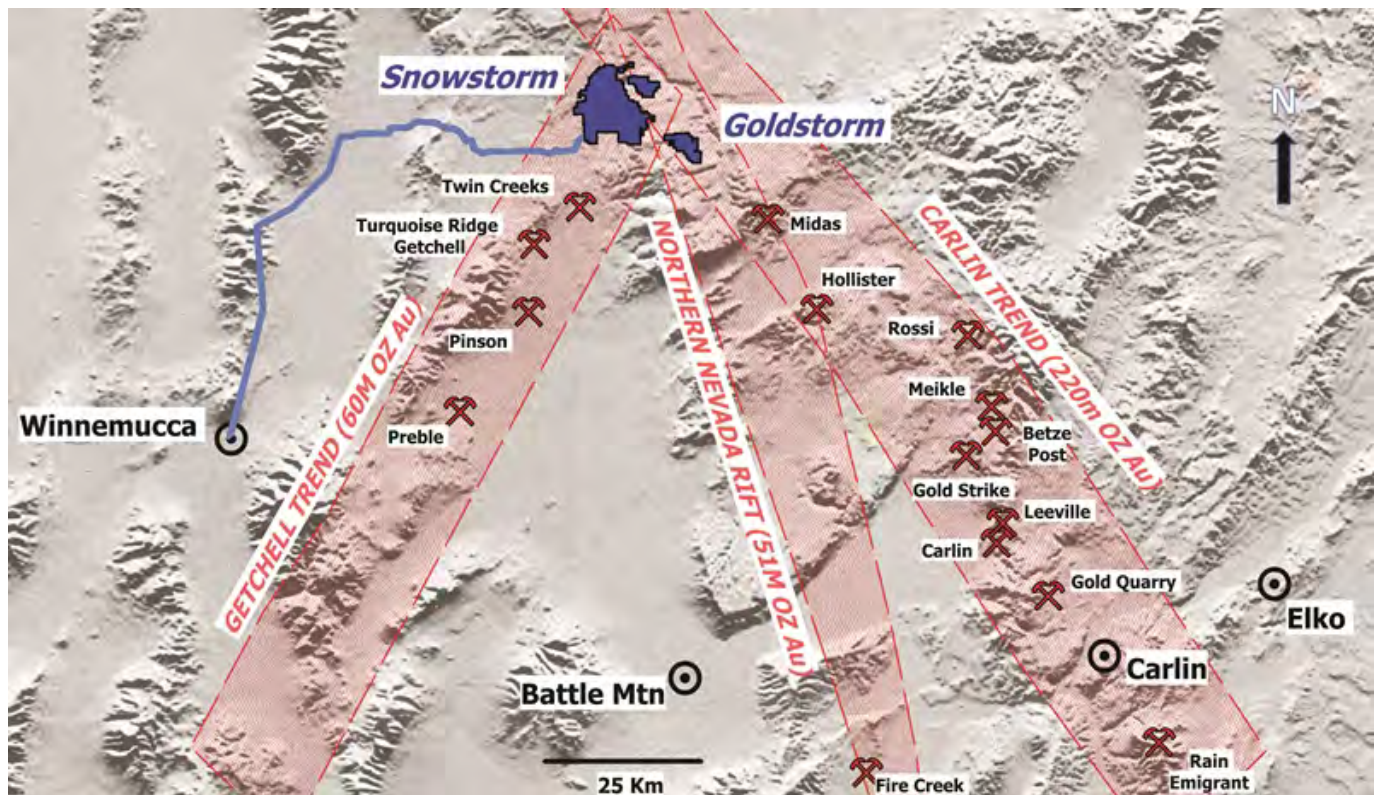 Snowstorm
Goldstorm
N
Twin Creeks
Turquoise Ridge
Getchell
Midas
Hollister
Pinson
Rossi
Meikle
Preble
Betze
Post
Winnemucca
Gold Strike
Leeville
Carlin
Gold Quarry
Elko
Carlin
Battle Mtn
Rain
Emigrant
Fire Creek
25 Km
GETCHELL TREND (60M OZ Au)
NORTHERN NEVADA RIFT (51M OZ Au)
CARLIN TREND (220m OZ Au)